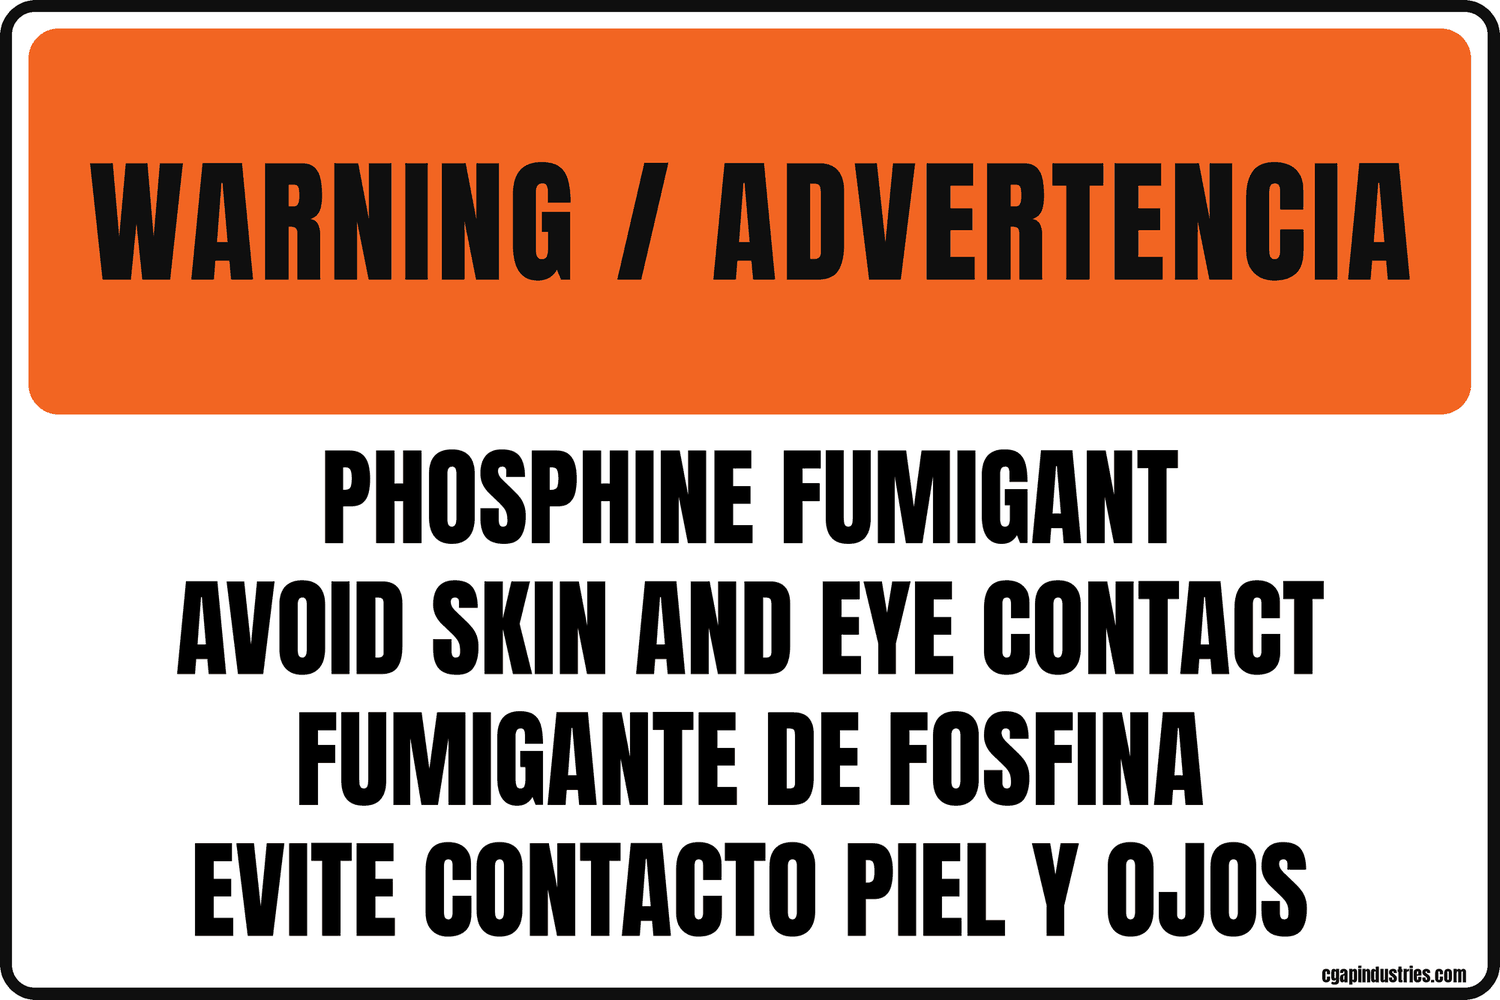 WARNING / ADVERTENCIA
PHOSPHINE FUMIGANT
AVOID SKIN AND EYE CONTACT
FUMIGANTE DE FOSFINA
EVITE CONTACTO PIEL Y OJOS
cgapindustries.com